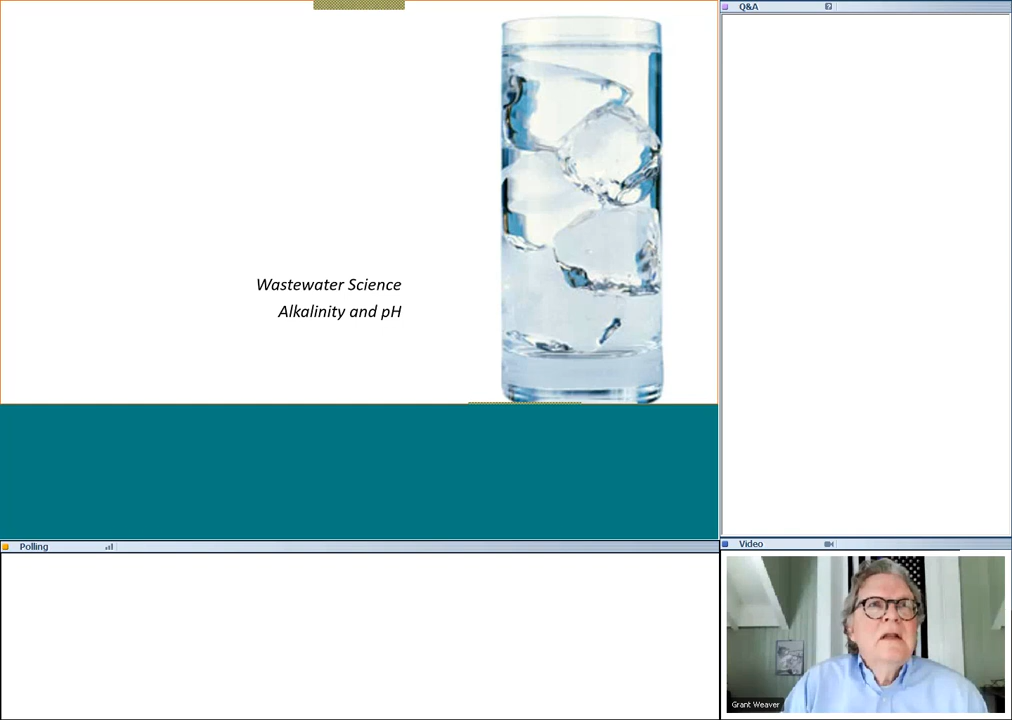 Wastewater Science
Alkalinity and pH
Q&A
Polling
Video
Grant Weaver